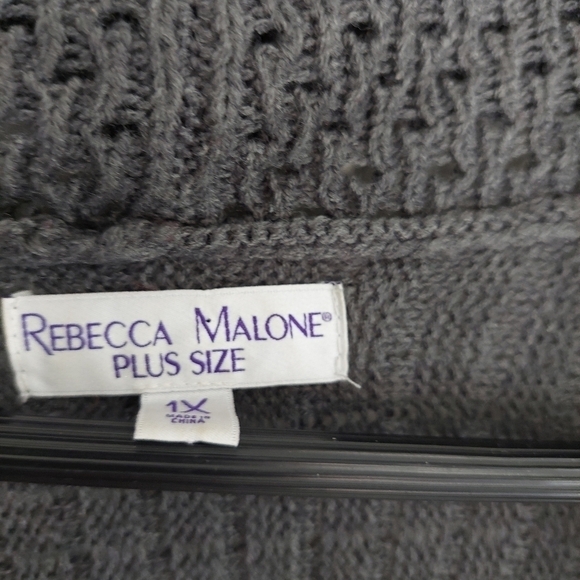 REBECCA MALONE®
PLUS SIZE
1X
MADE IN
CHINA